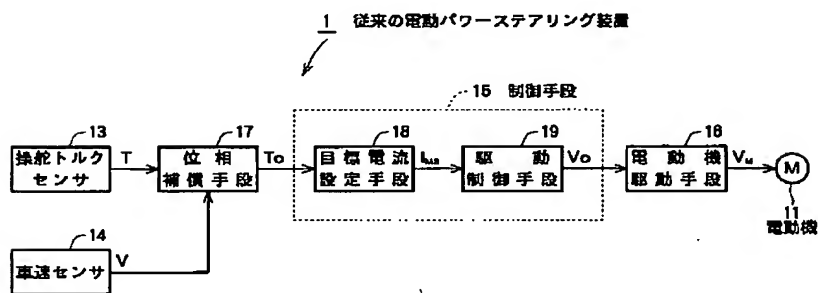 1 従来の電動パワーステアリング装置
15 制御手段
13
操舵トルク
センサ
T
17
位相
補償手段
To
18
目標電流
設定手段
IMS
19
駆動
制御手段
Vo
16
電動機
駆動手段
VM
M
11
電動機
14
車速センサ
V